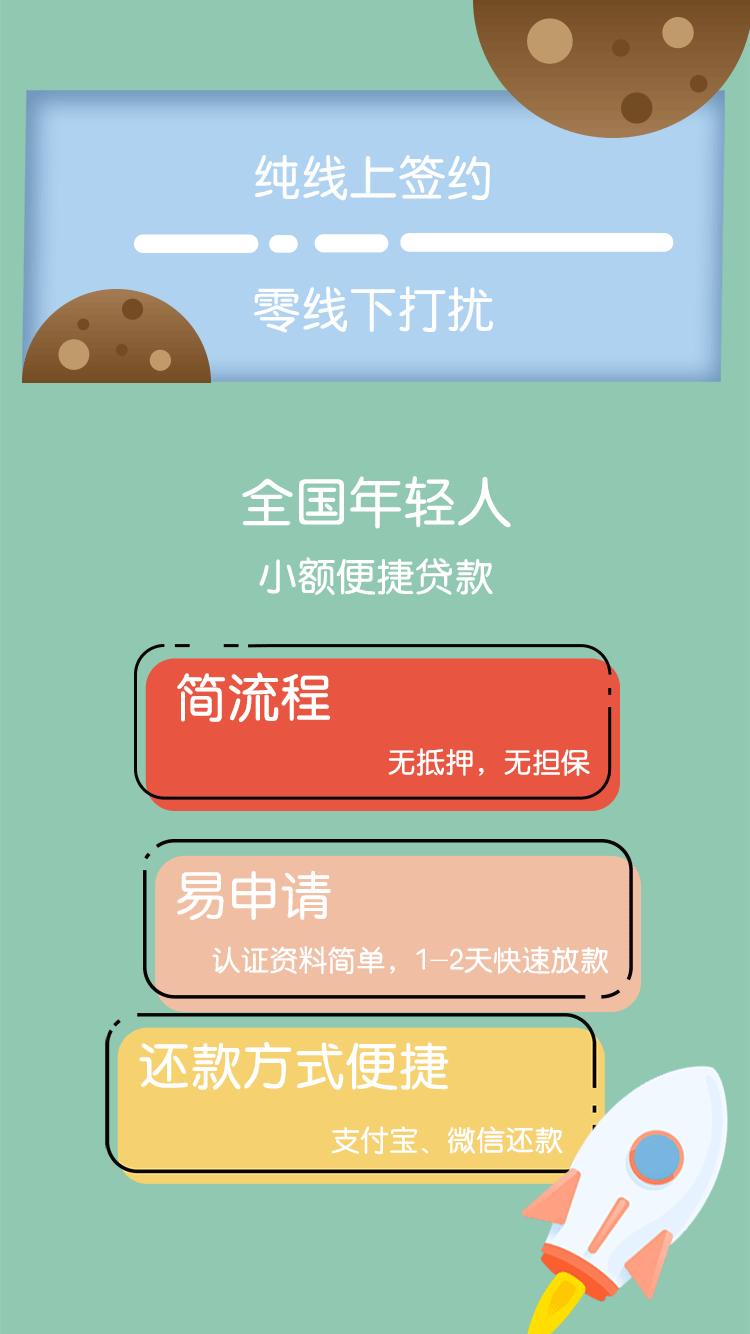 纯线上签约
零线下打扰
全国年轻人
小额便捷贷款
简流程
无抵押，无担保
易申请
认证资料简单，1-2天快速放款
还款方式便捷
支付宝、微信还款